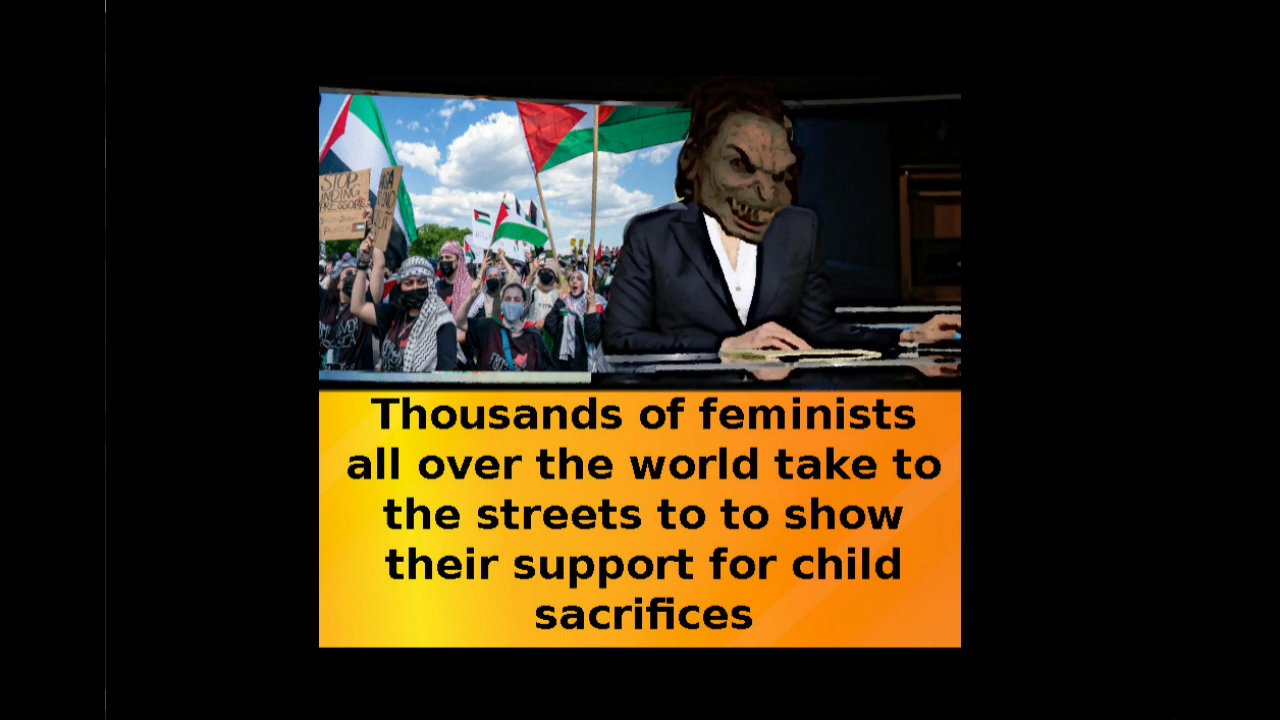 STOP
Thousands of feminists
all over the world take to
the streets to to show
their support for child
sacrifices